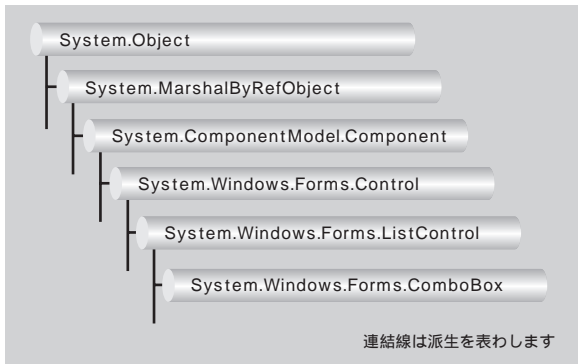 System.Object
System.MarshalByRefObject
System.ComponentModel.Component
System.Windows.Forms.Control
System.Windows.Forms.ListControl
System.Windows.Forms.ComboBox
連結線は派生を表わします